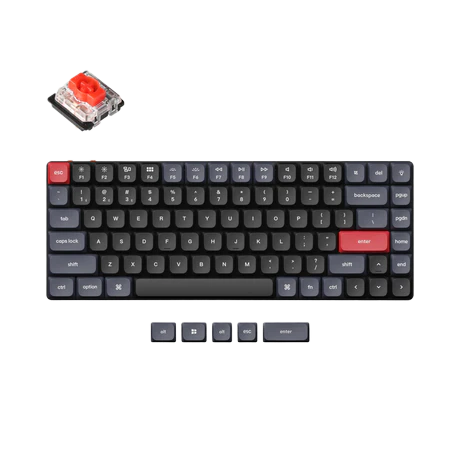 esc F1 F2 F3 F4 F5 F6 F7 F8 F9 F10 F11 F12 del
1 2 3 4 5 6 7 8 9 0 backspace pgup
tab Q W E R T Y U I O P pgdn
caps lock A S D F G H J K L enter home
shift Z X C V B N M shift end
ctrl option ⌘ ⌘ fn ctrl
alt alt esc enter